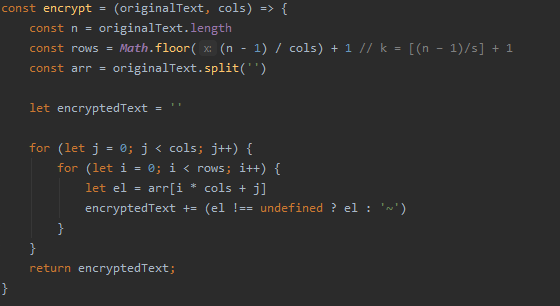 const encrypt = (originalText, cols) => {
    const n = originalText.length
    const rows = Math.floor( x: (n - 1) / cols) + 1 // k = [(n – 1)/s] + 1
    const arr = originalText.split('')

    let encryptedText = ''

    for (let j = 0; j < cols; j++) {
        for (let i = 0; i < rows; i++) {
            let el = arr[i * cols + j]
            encryptedText += (el !== undefined ? el : '~')
        }
    }
    return encryptedText;
}